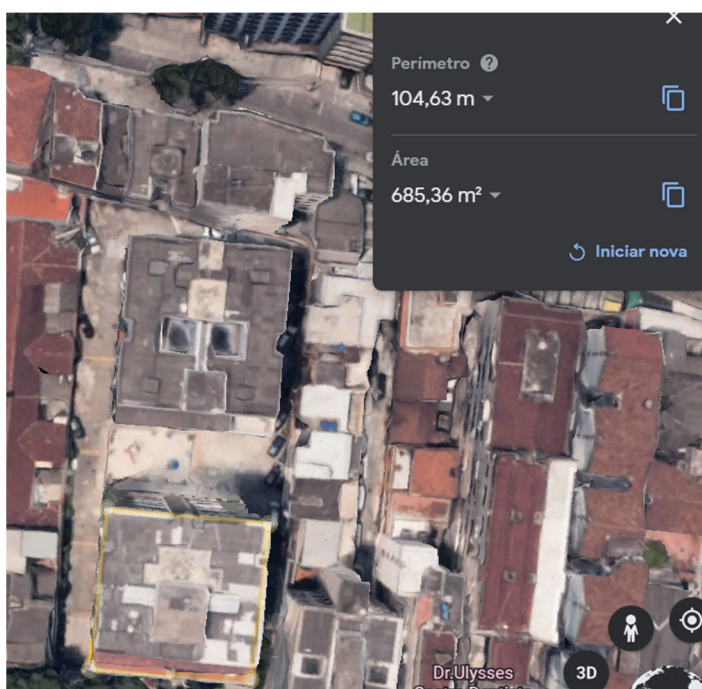 Perímetro
104,63 m
Área
685,36 m²
Iniciar nova
Dr.Ulysses
3D